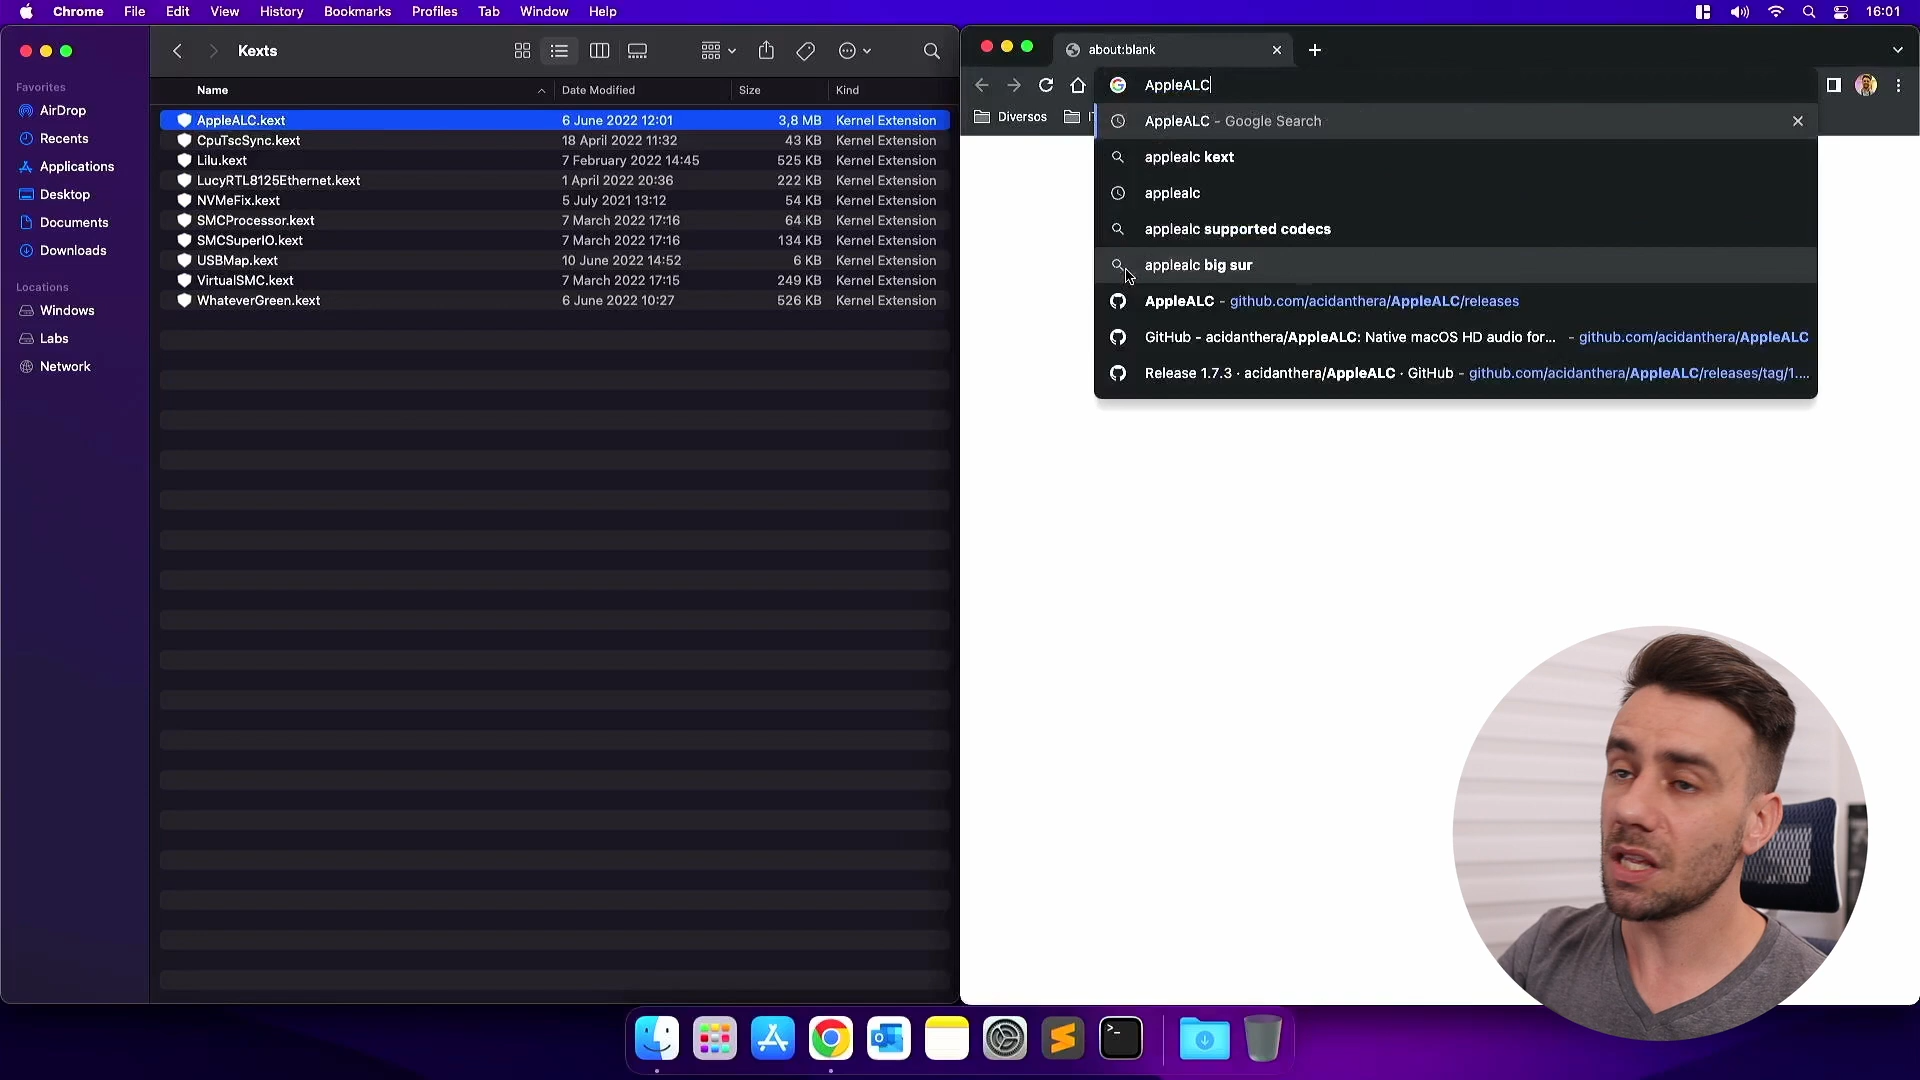 Chrome File Edit View History Bookmarks Profiles Tab Window Help 16:01
Kexts
about:blank
AppleALC
Diversos
Favorites
AirDrop
Recents
Applications
Desktop
Documents
Downloads
Locations
Windows
Labs
Network
Name Date Modified Size Kind
AppleALC.kext 6 June 2022 12:01 3,8 MB Kernel Extension
CpuTscSync.kext 18 April 2022 11:32 43 KB Kernel Extension
Lilu.kext 7 February 2022 14:45 525 KB Kernel Extension
LucyRTL8125Ethernet.kext 1 April 2022 20:36 222 KB Kernel Extension
NVMeFix.kext 5 July 2021 13:12 54 KB Kernel Extension
SMCProcessor.kext 7 March 2022 17:16 64 KB Kernel Extension
SMCSuperIO.kext 7 March 2022 17:16 134 KB Kernel Extension
USBMap.kext 10 June 2022 14:52 6 KB Kernel Extension
VirtualSMC.kext 7 March 2022 17:15 249 KB Kernel Extension
WhateverGreen.kext 6 June 2022 10:27 526 KB Kernel Extension
AppleALC - Google Search
applealc kext
applealc
applealc supported codecs
applealc big sur
AppleALC - github.com/acidanthera/AppleALC/releases
GitHub - acidanthera/AppleALC: Native macOS HD audio for... - github.com/acidanthera/AppleALC
Release 1.7.3 · acidanthera/AppleALC · GitHub - github.com/acidanthera/AppleALC/releases/tag/1....